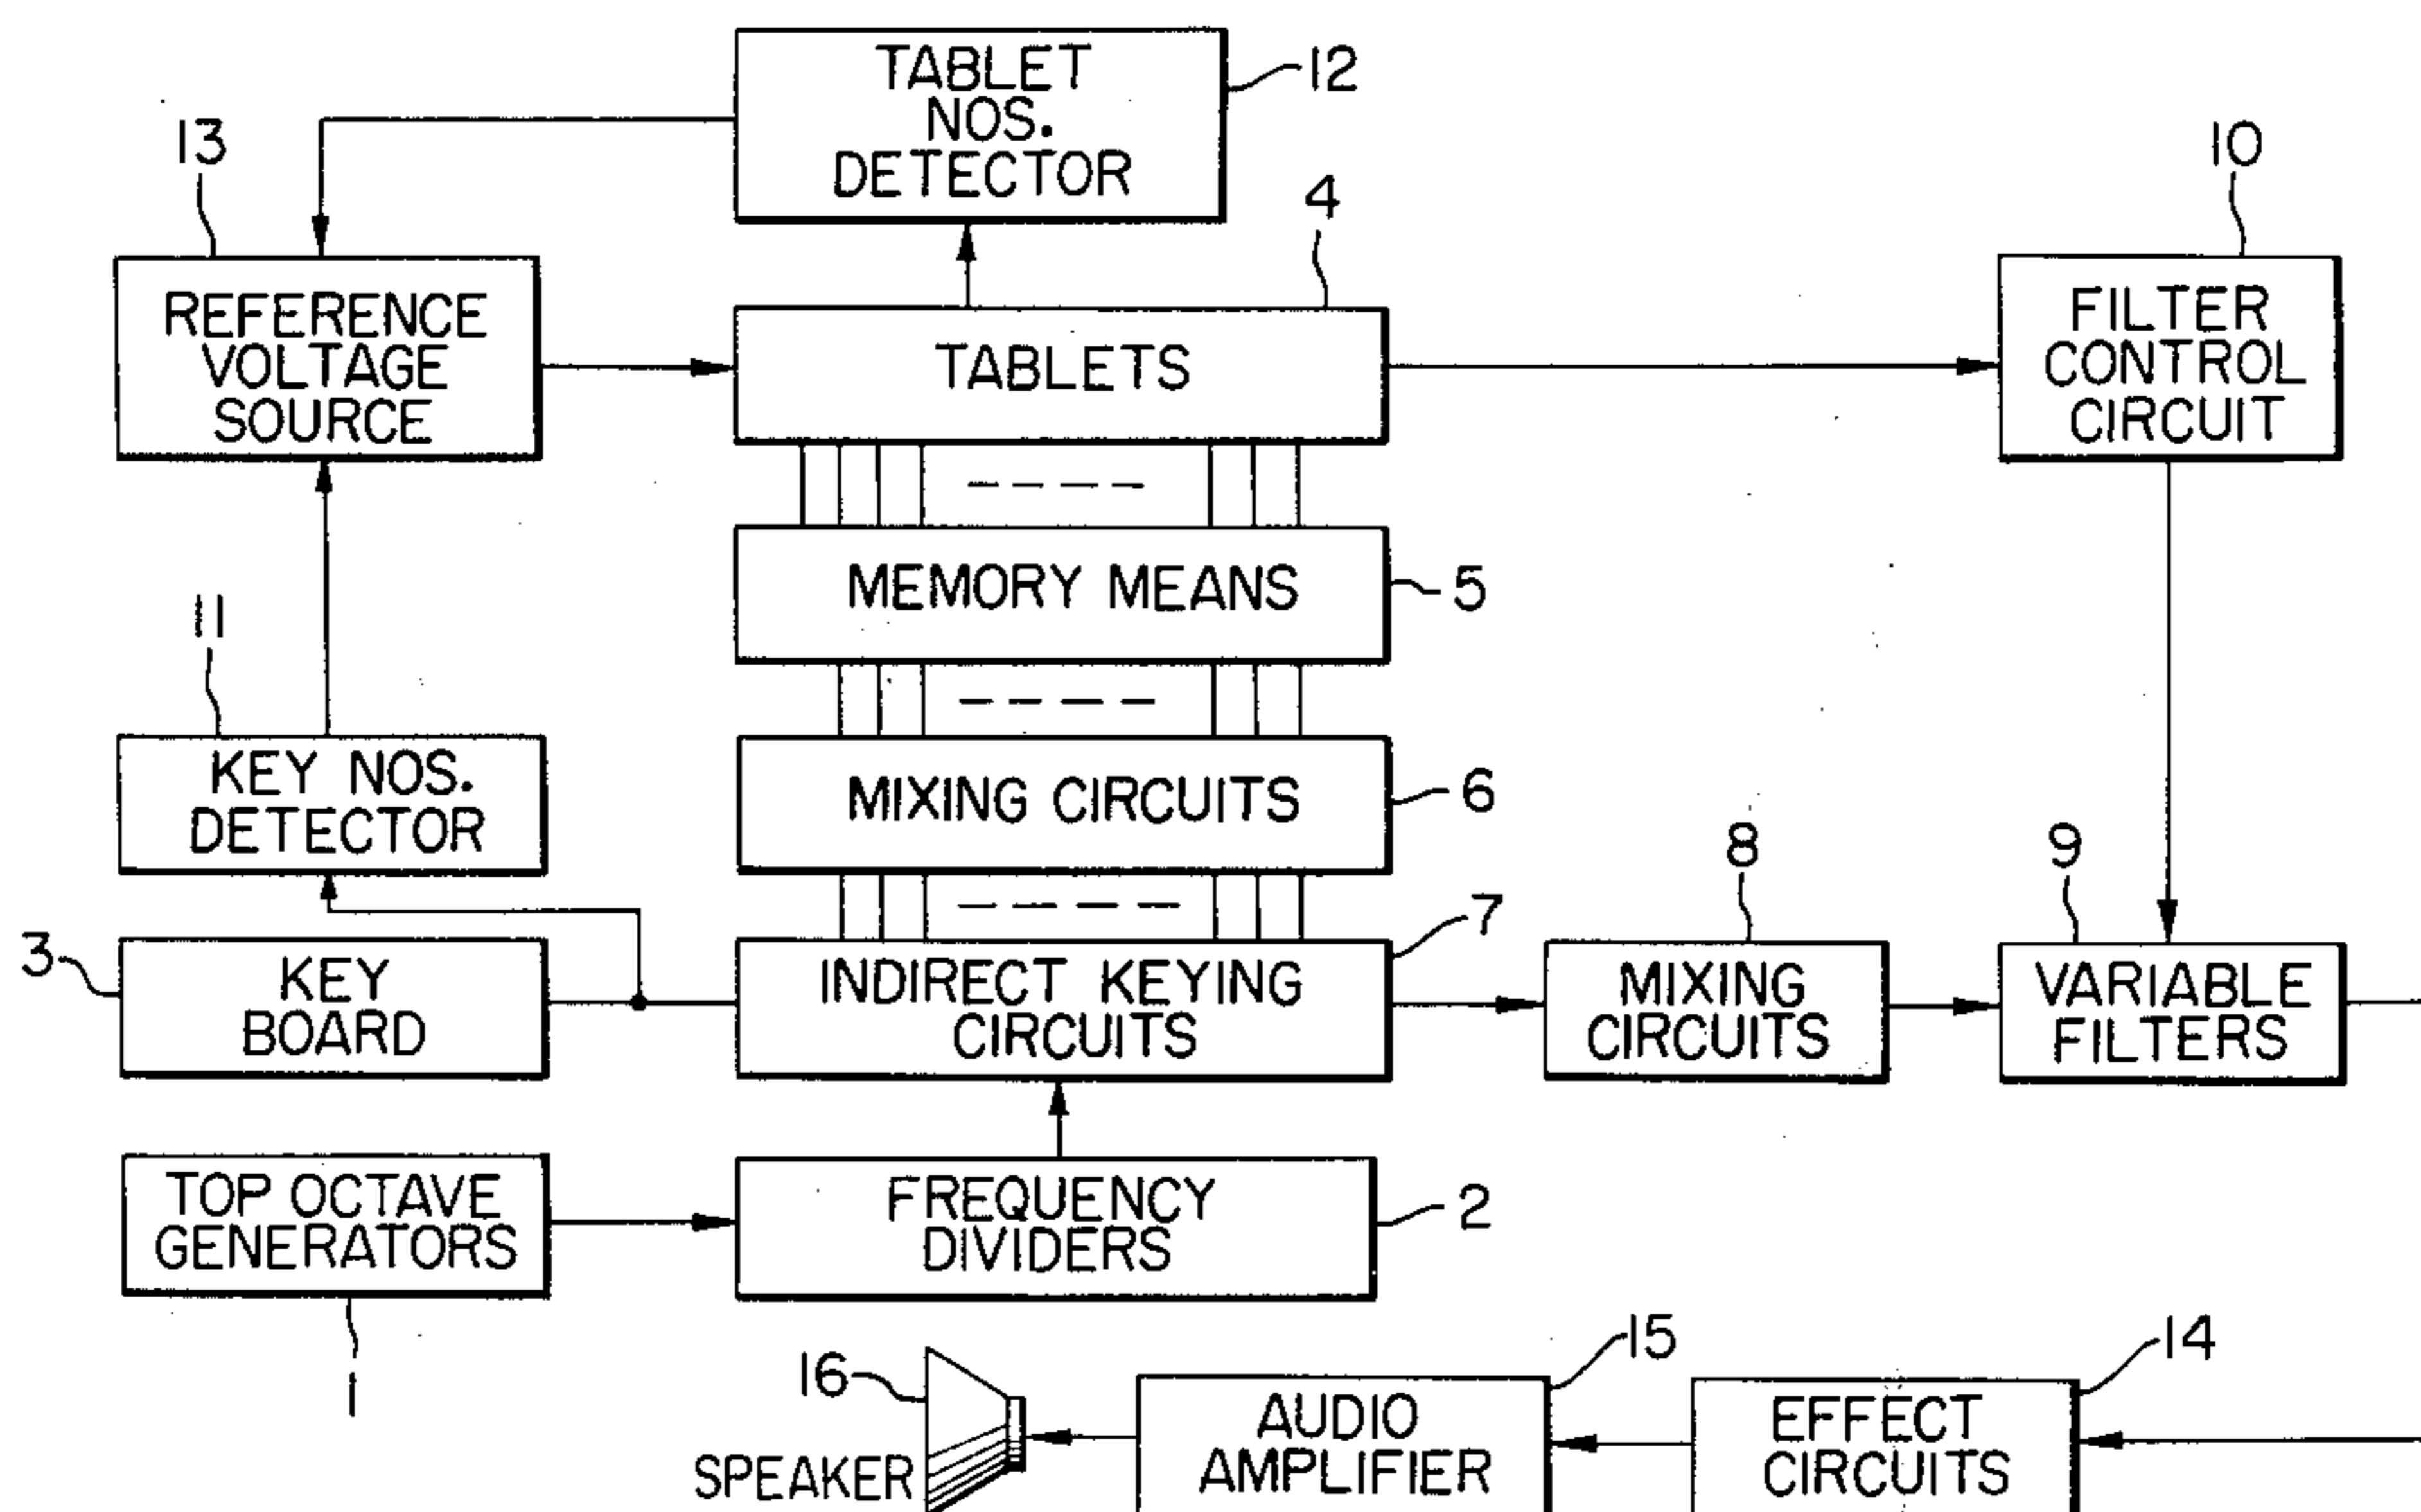 TABLET
NOS.
DETECTOR
12
13
4
10
REFERENCE
VOLTAGE
SOURCE
TABLETS
FILTER
CONTROL
CIRCUIT
MEMORY MEANS
5
11
KEY NOS.
DETECTOR
MIXING CIRCUITS
6
8
9
7
3
KEY
BOARD
INDIRECT KEYING
CIRCUITS
MIXING
CIRCUITS
VARIABLE
FILTERS
TOP OCTAVE
GENERATORS
FREQUENCY
DIVIDERS
2
1
16
SPEAKER
15
AUDIO
AMPLIFIER
14
EFFECT
CIRCUITS